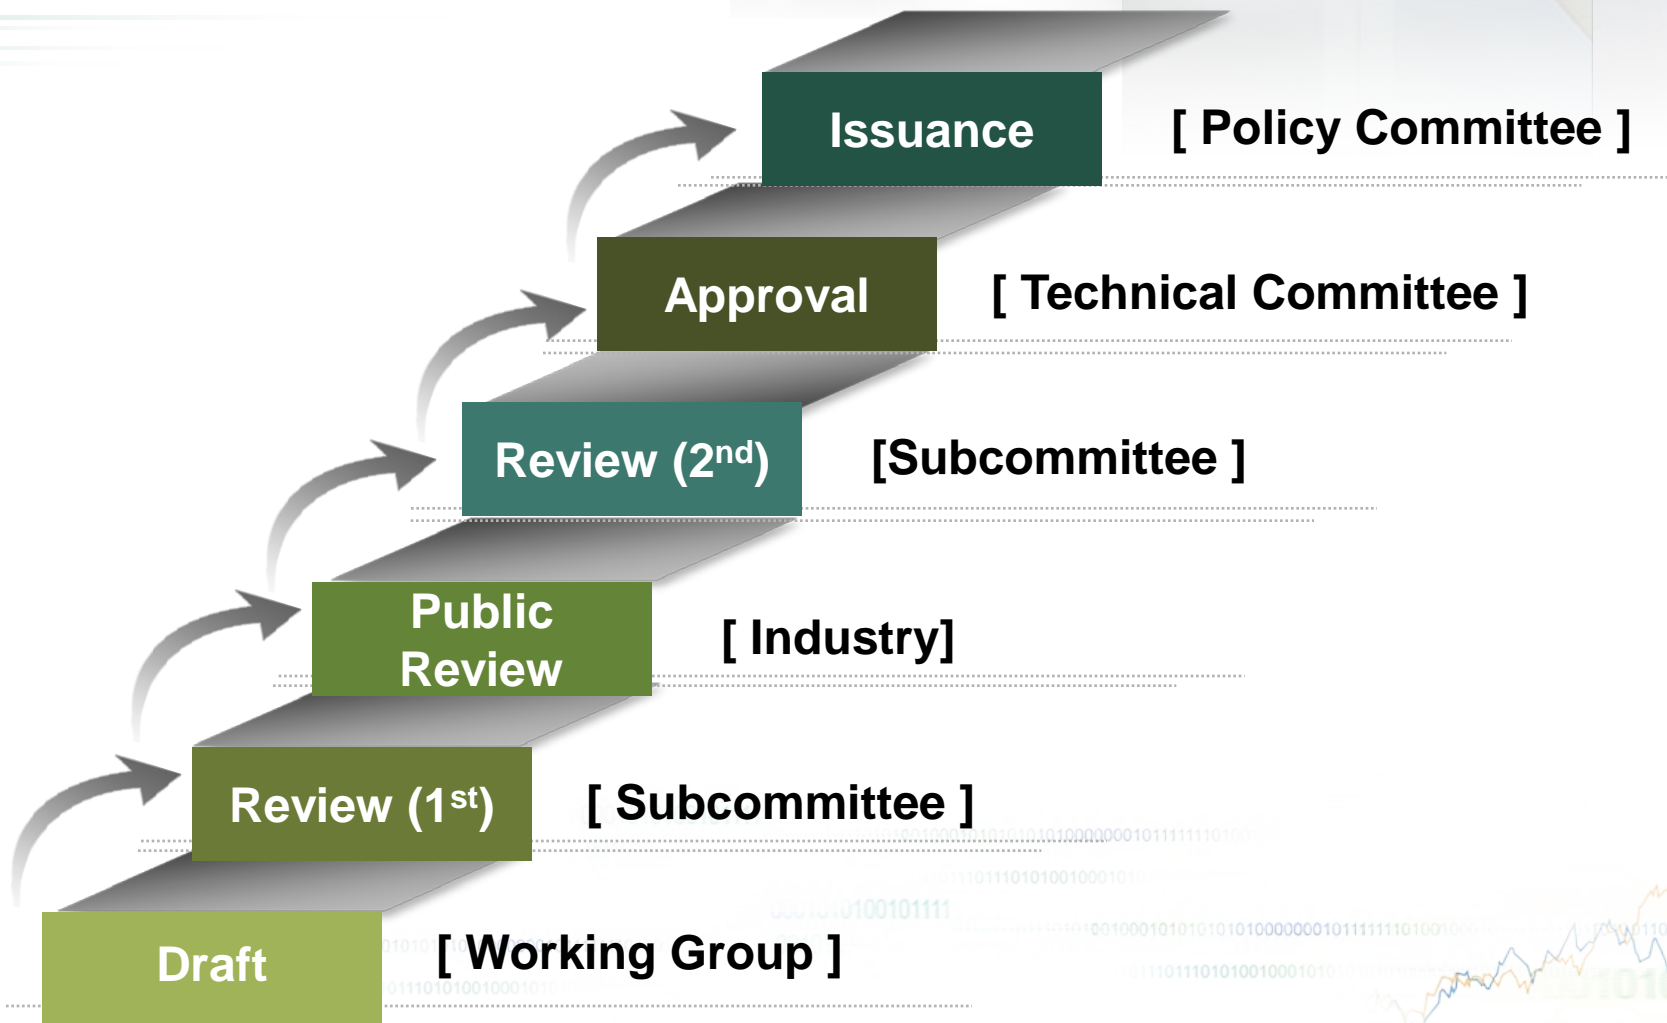 Issuance [ Policy Committee ]
Approval [ Technical Committee ]
Review (2nd) [Subcommittee ]
Public
Review
[ Industry]
Review (1st) [ Subcommittee ]
Draft [ Working Group ]